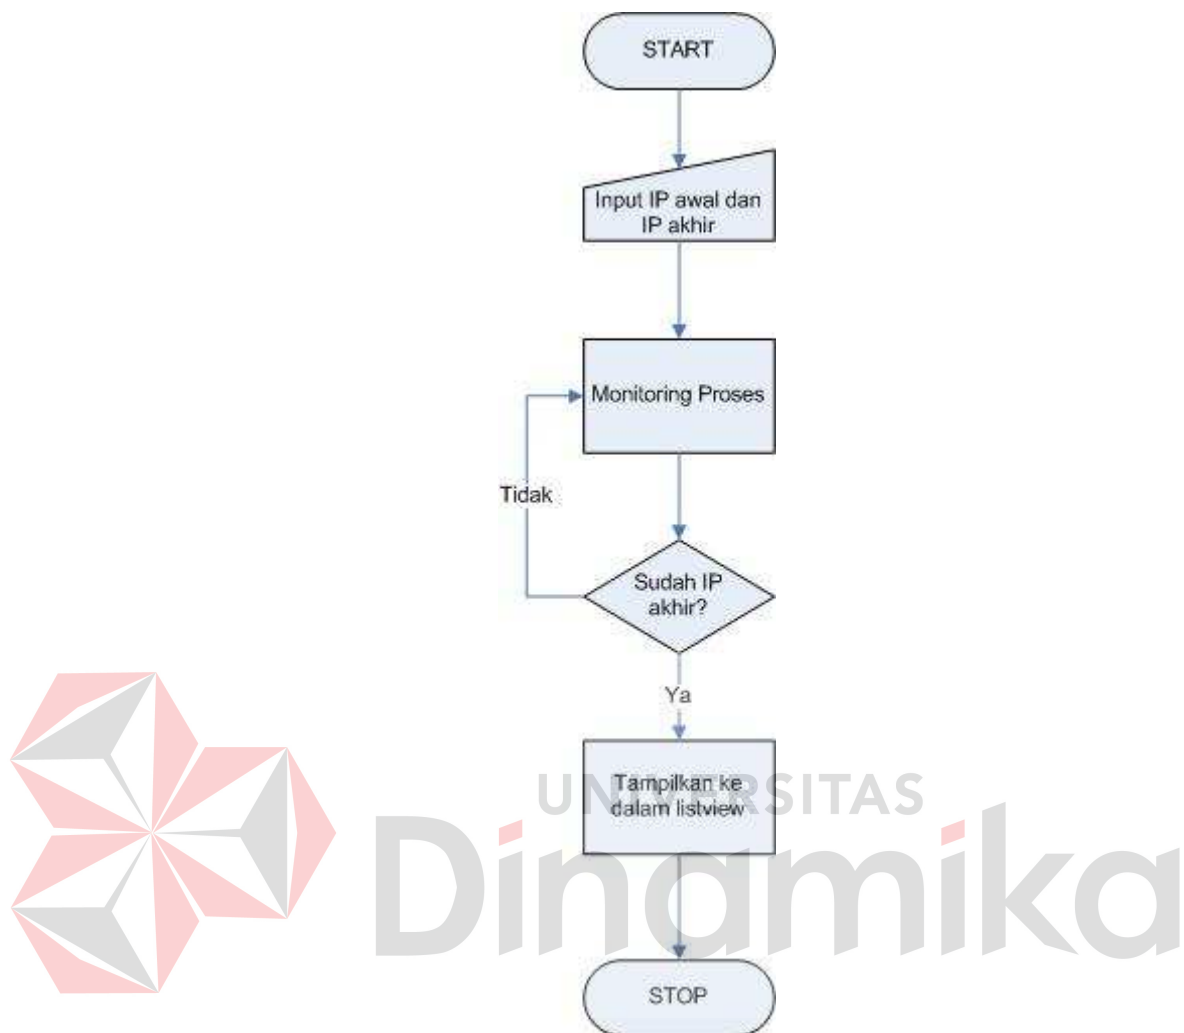 START
Input IP awal dan
IP akhir
Monitoring Proses
Tidak
Sudah IP
akhir?
Ya
Tampilkan ke
dalam listview
UNIVERSITAS
Dinamika
STOP